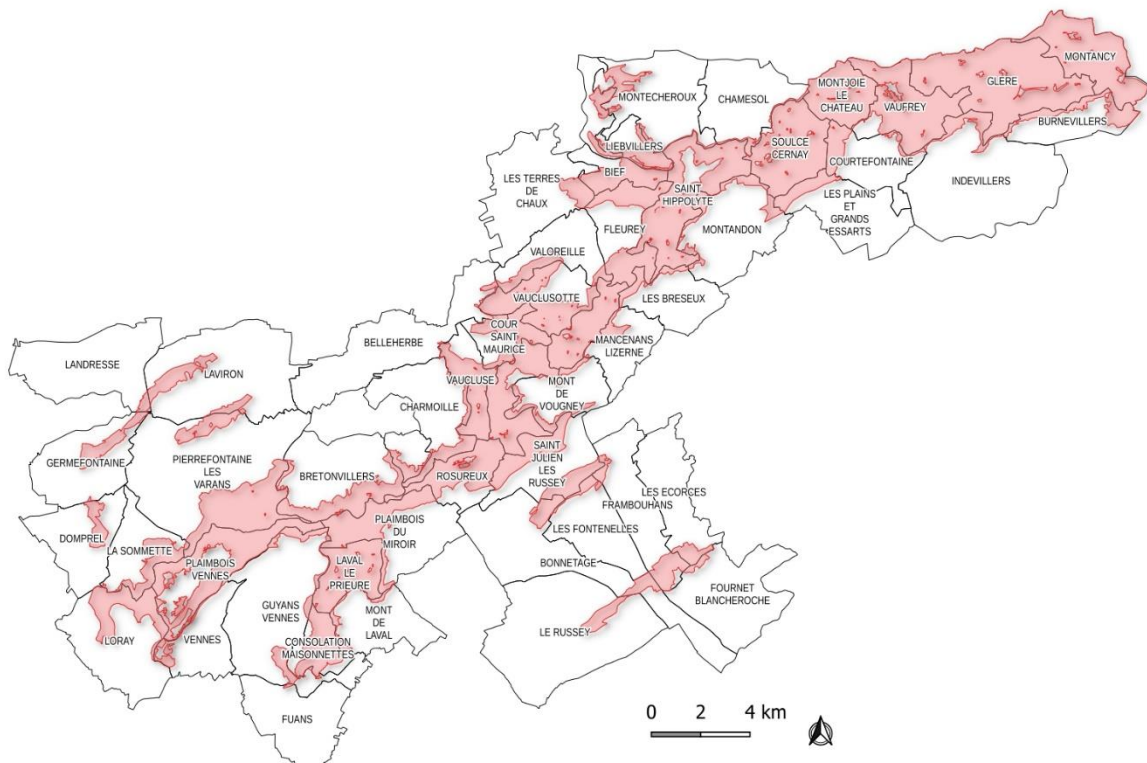 MONTANCY
GLERE
MONTJOIE
LE
CHATEAU
VAUFREY
MONTECHEROUX
CHAMESOL
BURNEVILLERS
SOULCE
CERNAY
LIEBVILLERS
COURTEFONTAINE
BIEF
INDEVILLERS
LES TERRES
DE
CHAUX
SAINT
HIPPOLYTE
LES PLAINS
ET
GRANDS
ESSARTS
FLEUREY
MONTANDON
VALOREILLE
VAUCLUSOTTE
LES BRESEUX
COUR
SAINT
MAURICE
MANCENANS
LIZERNE
BELLEHERBE
LANDRESSE
LAVIRON
VAUCLUSE
MONT
DE
VOUGNEY
CHARMOILLE
GERMEFONTAINE
PIERREFONTAINE
LES
VARANS
BRETONVILLERS
ROSUREUX
SAINT
JULIEN
LES
RUSSEY
LES ECORCES
FRAMBOUHANS
LES FONTENELLES
DOMPREL
LA SOMMETTE
PLAIMBOIS
DU
MIROIR
PLAIMBOIS
VENNES
LAVAL
LE
PRIEURE
BONNETAGE
FOURNET
BLANCHEROCHE
GUYANS
VENNES
MONT
DE
LAVAL
LE RUSSEY
LORAY
VENNES
CONSOLATION
MAISONNETTES
FUANS
0 2 4 km